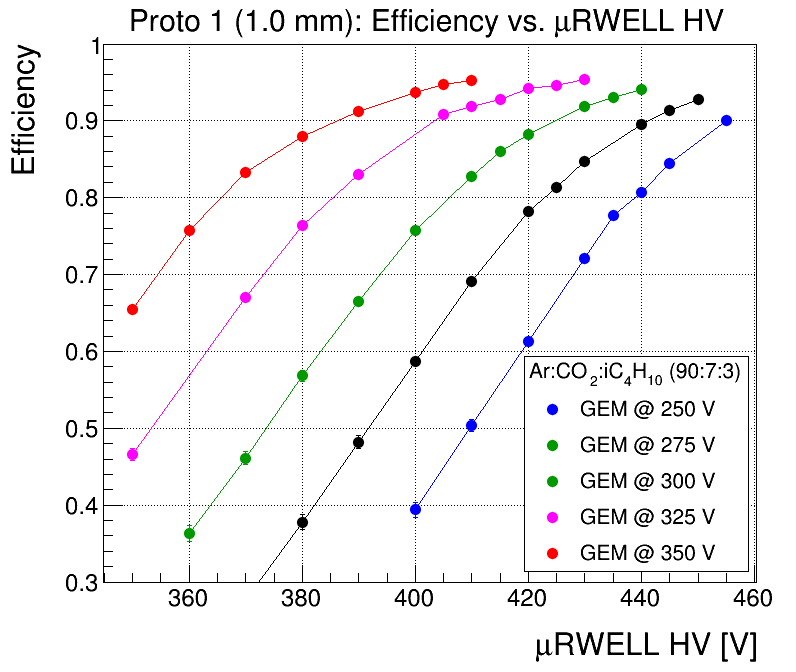 Proto 1 (1.0 mm): Efficiency vs. μRWELL HV
Efficiency
1
0.9
0.8
0.7
0.6
0.5
0.4
0.3
360 380 400 420 440 460
μRWELL HV [V]
Ar:CO2:iC4H10 (90:7:3)
GEM @ 250 V
GEM @ 275 V
GEM @ 300 V
GEM @ 325 V
GEM @ 350 V